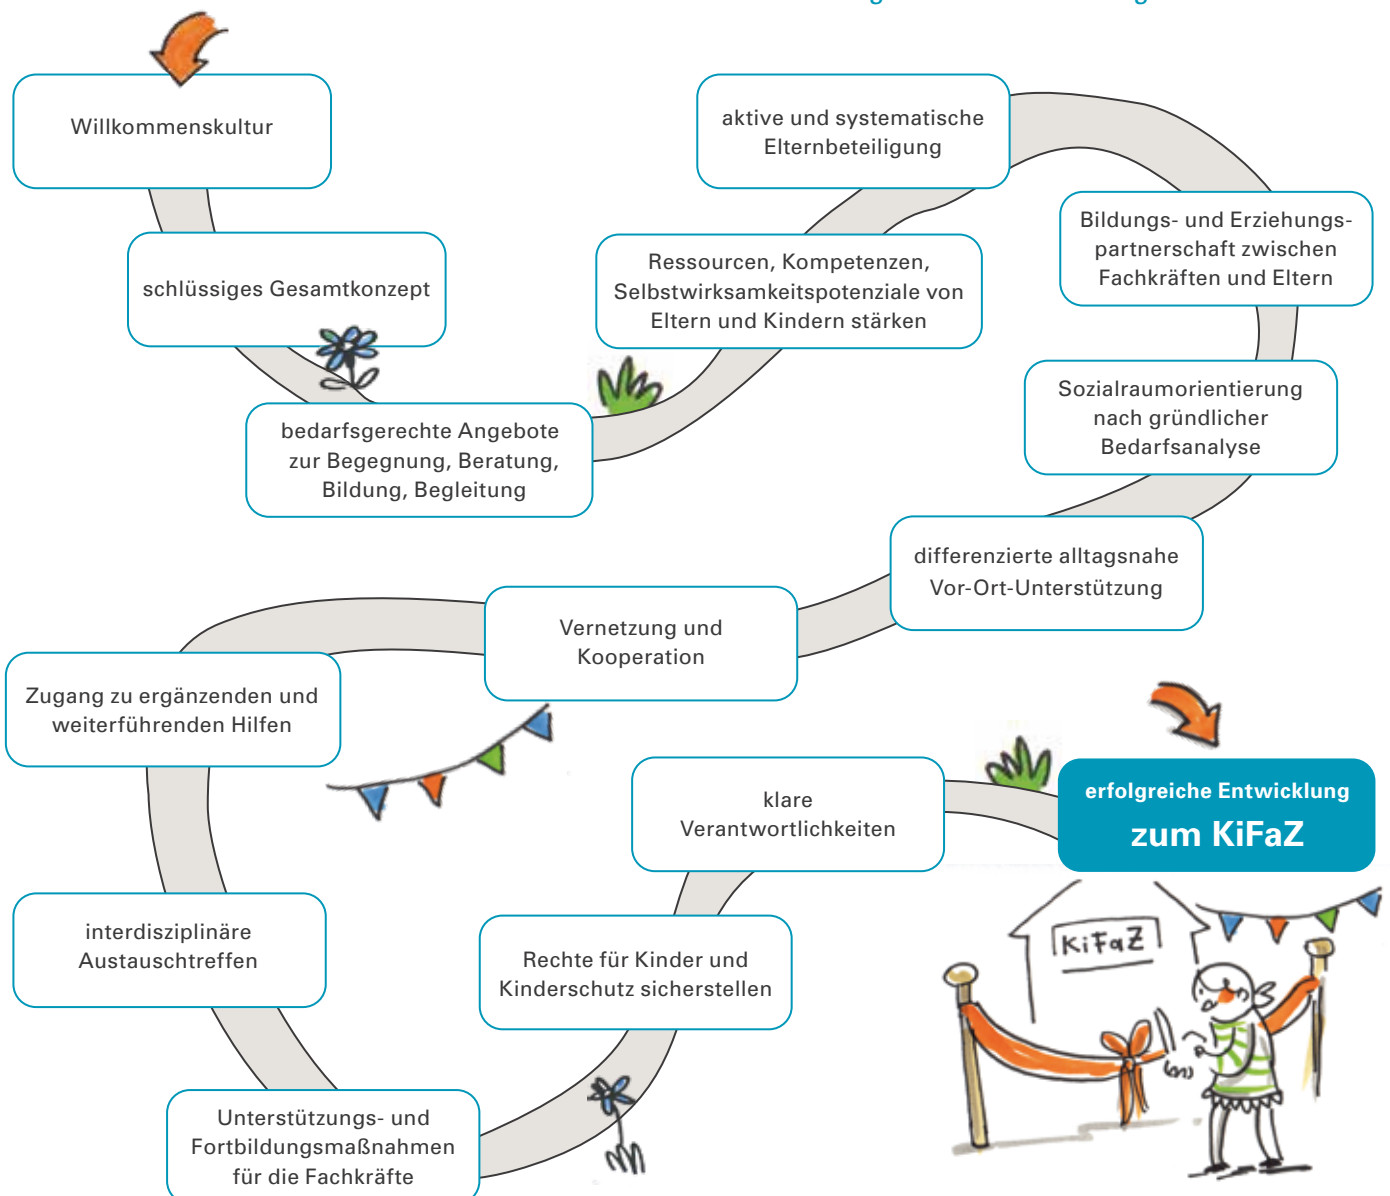 Willkommenskultur
schlüssiges Gesamtkonzept
bedarfsgerechte Angebote
zur Begegnung, Beratung,
Bildung, Begleitung
Ressourcen, Kompetenzen,
Selbstwirksamkeitspotenziale von
Eltern und Kindern stärken
aktive und systematische
Elternbeteiligung
Bildungs- und Erziehungs-
partnerschaft zwischen
Fachkräften und Eltern
Sozialraumorientierung
nach gründlicher
Bedarfsanalyse
differenzierte alltagsnahe
Vor-Ort-Unterstützung
Vernetzung und
Kooperation
Zugang zu ergänzenden und
weiterführenden Hilfen
interdisziplinäre
Austauschtreffen
Unterstützungs- und
Fortbildungsmaßnahmen
für die Fachkräfte
Rechte für Kinder und
Kinderschutz sicherstellen
klare
Verantwortlichkeiten
erfolgreiche Entwicklung
zum KiFaZ
KiFaZ